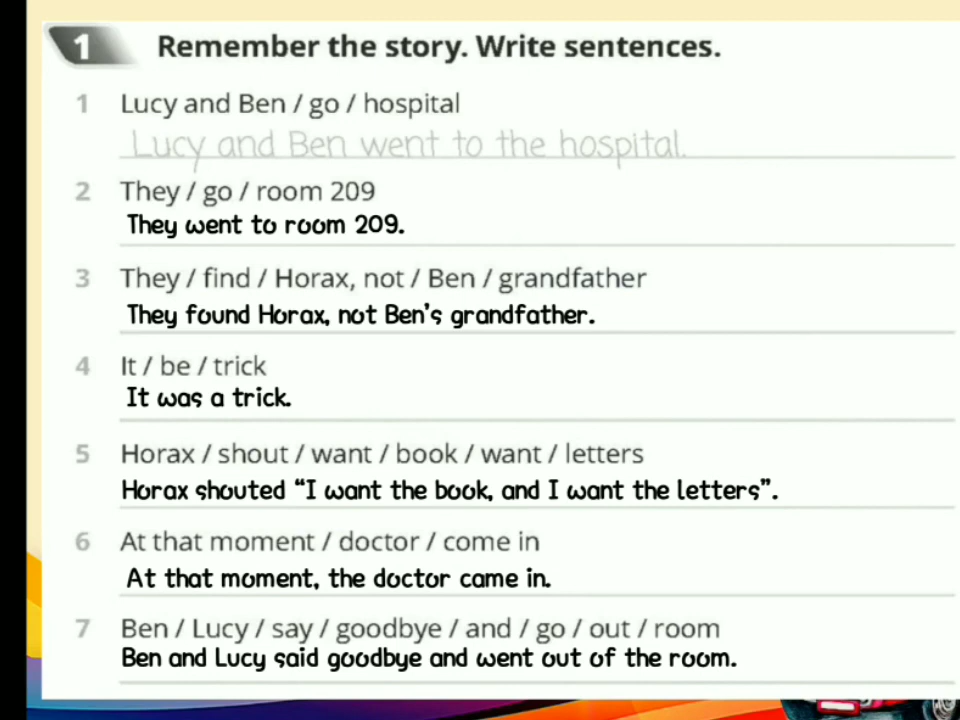 1 Remember the story. Write sentences.
1 Lucy and Ben / go / hospital
Lucy and Ben went to the hospital.
2 They / go / room 209
They went to room 209.
3 They / find / Horax, not / Ben / grandfather
They found Horax, not Ben's grandfather.
4 It / be / trick
It was a trick.
5 Horax / shout / want / book / want / letters
Horax shouted “I want the book, and I want the letters”.
6 At that moment / doctor / come in
At that moment, the doctor came in.
7 Ben / Lucy / say / goodbye / and / go / out / room
Ben and Lucy said goodbye and went out of the room.